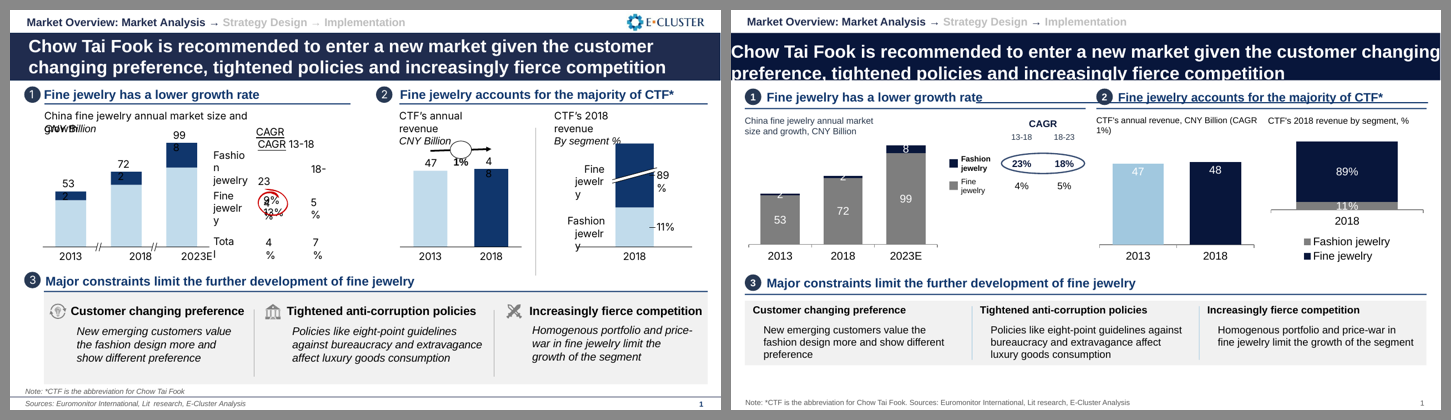 Market Overview: Market Analysis → Strategy Design → Implementation
E·CLUSTER
Chow Tai Fook is recommended to enter a new market given the customer
changing preference, tightened policies and increasingly fierce competition
1 Fine jewelry has a lower growth rate
China fine jewelry annual market size and
growth
CNY Billion
53
2
72
2
99
8
2013
2018
2023E
CAGR
CAGR 13-18
18-
23
Fashio
n
jewelry
9%
13%
Fine
jewelr
y
4
%
5
%
Tota
l
4
%
7
%
2 Fine jewelry accounts for the majority of CTF*
CTF's annual
revenue
CNY Billion
47
1%
4
8
2013
2018
CTF's 2018
revenue
By segment %
Fine
jewelr
y
89
%
Fashion
jewelr
y
11%
2018
3 Major constraints limit the further development of fine jewelry
Customer changing preference
New emerging customers value
the fashion design more and
show different preference
Tightened anti-corruption policies
Policies like eight-point guidelines
against bureaucracy and extravagance
affect luxury goods consumption
Increasingly fierce competition
Homogenous portfolio and price-
war in fine jewelry limit the
growth of the segment
Note: *CTF is the abbreviation for Chow Tai Fook
Sources: Euromonitor International, Lit research, E-Cluster Analysis
1
Market Overview: Market Analysis → Strategy Design → Implementation
Chow Tai Fook is recommended to enter a new market given the customer changing
preference, tightened policies and increasingly fierce competition
1 Fine jewelry has a lower growth rate
China fine jewelry annual market
size and growth, CNY Billion
2
53
2
72
8
99
2013
2018
2023E
CAGR
13-18
18-23
Fashion
jewelry
23%
18%
Fine
jewelry
4%
5%
2 Fine jewelry accounts for the majority of CTF*
CTF's annual revenue, CNY Billion (CAGR
1%)
47
48
2013
2018
CTF's 2018 revenue by segment, %
89%
11%
2018
Fashion jewelry
Fine jewelry
3 Major constraints limit the further development of fine jewelry
Customer changing preference
New emerging customers value the
fashion design more and show different
preference
Tightened anti-corruption policies
Policies like eight-point guidelines against
bureaucracy and extravagance affect
luxury goods consumption
Increasingly fierce competition
Homogenous portfolio and price-war in
fine jewelry limit the growth of the segment
Note: *CTF is the abbreviation for Chow Tai Fook. Sources: Euromonitor International, Lit research, E-Cluster Analysis
1